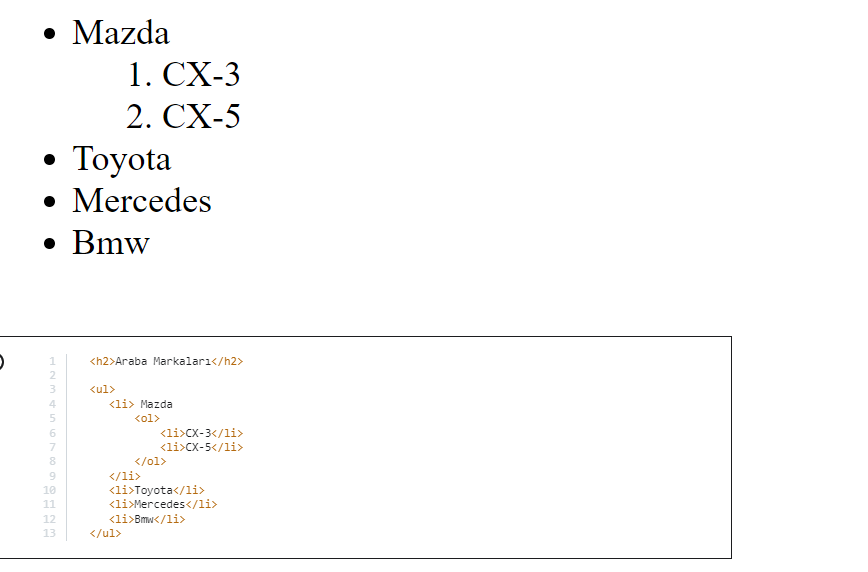 • Mazda
1. CX-3
2. CX-5
• Toyota
• Mercedes
• Bmw
1 <h2>Araba Markaları</h2>
2
3 <ul>
4 <li> Mazda
5 <ol>
6 <li>CX-3</li>
7 <li>CX-5</li>
8 </ol>
9 </li>
10 <li>Toyota</li>
11 <li>Mercedes</li>
12 <li>Bmw</li>
13 </ul>